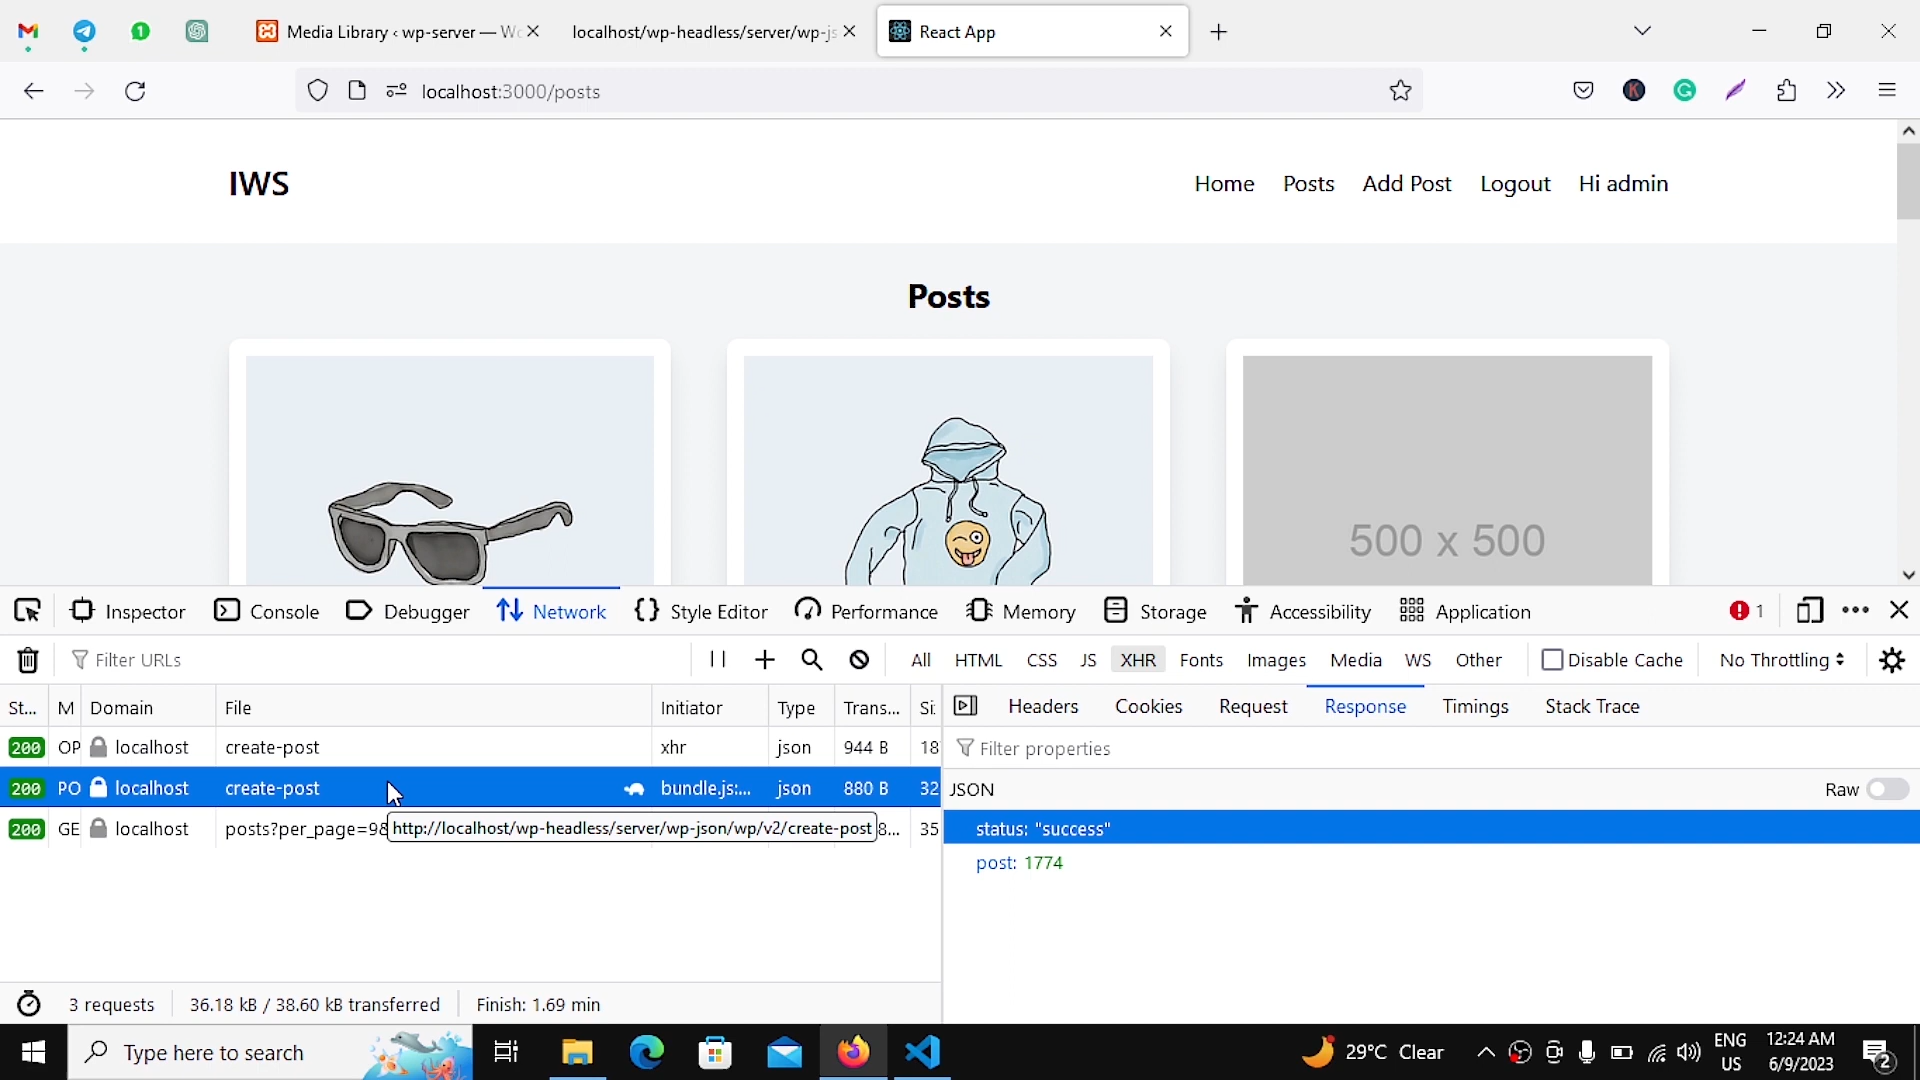 Media Library ‹ wp-server — W
localhost/wp-headless/server/wp-js
React App
localhost:3000/posts
IWS
Home
Posts
Add Post
Logout
Hi admin
Posts
500 x 500
Inspector
Console
Debugger
Network
Style Editor
Performance
Memory
Storage
Accessibility
Application
1
Filter URLs
All
HTML
CSS
JS
XHR
Fonts
Images
Media
WS
Other
Disable Cache
No Throttling
St...
M
Domain
File
Initiator
Type
Trans...
Si
Headers
Cookies
Request
Response
Timings
Stack Trace
200 OP localhost create-post xhr json 944 B 18
Filter properties
200 PO localhost create-post bundle.js:... json 880 B 32
JSON
Raw
200 GE localhost posts?per_page=9& 8... 35
http://localhost/wp-headless/server/wp-json/wp/v2/create-post
status: "success"
post: 1774
3 requests
36.18 kB / 38.60 kB transferred
Finish: 1.69 min
Type here to search
29°C Clear
ENG
US
12:24 AM
6/9/2023
2